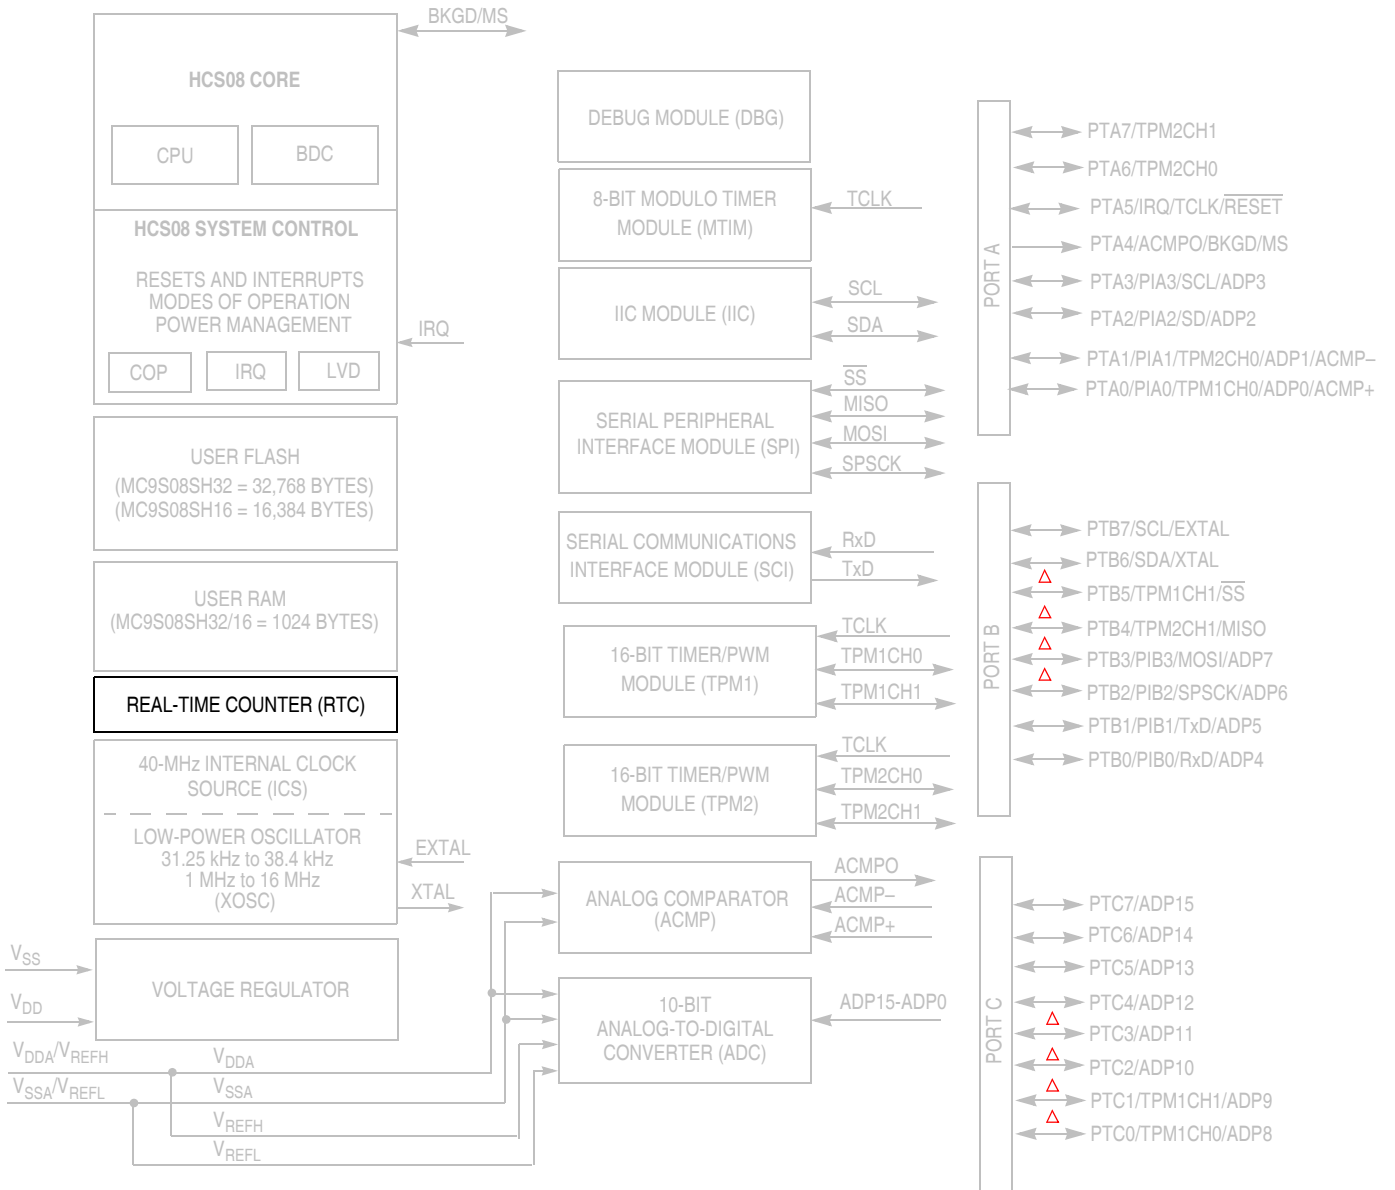 BKGD/MS
HCS08 CORE
CPU
BDC
HCS08 SYSTEM CONTROL
RESETS AND INTERRUPTS
MODES OF OPERATION
POWER MANAGEMENT
COP
IRQ
LVD
IRQ
USER FLASH
(MC9S08SH32 = 32,768 BYTES)
(MC9S08SH16 = 16,384 BYTES)
USER RAM
(MC9S08SH32/16 = 1024 BYTES)
REAL-TIME COUNTER (RTC)
40-MHz INTERNAL CLOCK
SOURCE (ICS)
LOW-POWER OSCILLATOR
31.25 kHz to 38.4 kHz
1 MHz to 16 MHz
(XOSC)
EXTAL
XTAL
VSS
VDD
VOLTAGE REGULATOR
VDDA/VREFH
VSSA/VREFL
VDDA
VSSA
VREFH
VREFL
DEBUG MODULE (DBG)
8-BIT MODULO TIMER
MODULE (MTIM)
TCLK
IIC MODULE (IIC)
SCL
SDA
SERIAL PERIPHERAL
INTERFACE MODULE (SPI)
SS
MISO
MOSI
SPSCK
SERIAL COMMUNICATIONS
INTERFACE MODULE (SCI)
RxD
TxD
16-BIT TIMER/PWM
MODULE (TPM1)
TCLK
TPM1CH0
TPM1CH1
16-BIT TIMER/PWM
MODULE (TPM2)
TCLK
TPM2CH0
TPM2CH1
ANALOG COMPARATOR
(ACMP)
ACMPO
ACMP–
ACMP+
10-BIT
ANALOG-TO-DIGITAL
CONVERTER (ADC)
ADP15-ADP0
PORT A
PTA7/TPM2CH1
PTA6/TPM2CH0
PTA5/IRQ/TCLK/RESET
PTA4/ACMPO/BKGD/MS
PTA3/PIA3/SCL/ADP3
PTA2/PIA2/SD/ADP2
PTA1/PIA1/TPM2CH0/ADP1/ACMP–
PTA0/PIA0/TPM1CH0/ADP0/ACMP+
PORT B
PTB7/SCL/EXTAL
PTB6/SDA/XTAL
PTB5/TPM1CH1/SS
PTB4/TPM2CH1/MISO
PTB3/PIB3/MOSI/ADP7
PTB2/PIB2/SPSCK/ADP6
PTB1/PIB1/TxD/ADP5
PTB0/PIB0/RxD/ADP4
PORT C
PTC7/ADP15
PTC6/ADP14
PTC5/ADP13
PTC4/ADP12
PTC3/ADP11
PTC2/ADP10
PTC1/TPM1CH1/ADP9
PTC0/TPM1CH0/ADP8